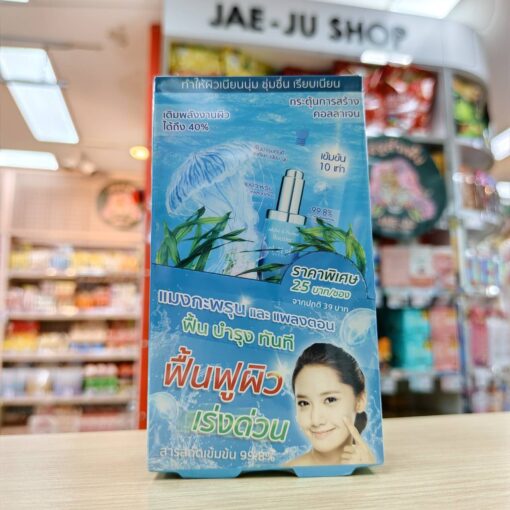 JAE-JU SHOP
ทำให้ผิวเนียนนุ่ม ชุ่มชื่น เรียบเนียน
เติมพลังงานผิว
ได้ถึง 40%
กระตุ้นการสร้าง
คอลลาเจน
เข้มข้น
10 เท่า
99.8%
ราคาพิเศษ
25 บาท/ซอง
จากปกติ 39 บาท
แมงกะพรุน และ แพลงตอน
ฟื้น บำรุง ทันที
ฟื้นฟูผิว
เร่งด่วน
สารสกัดเข้มข้น 99.8%